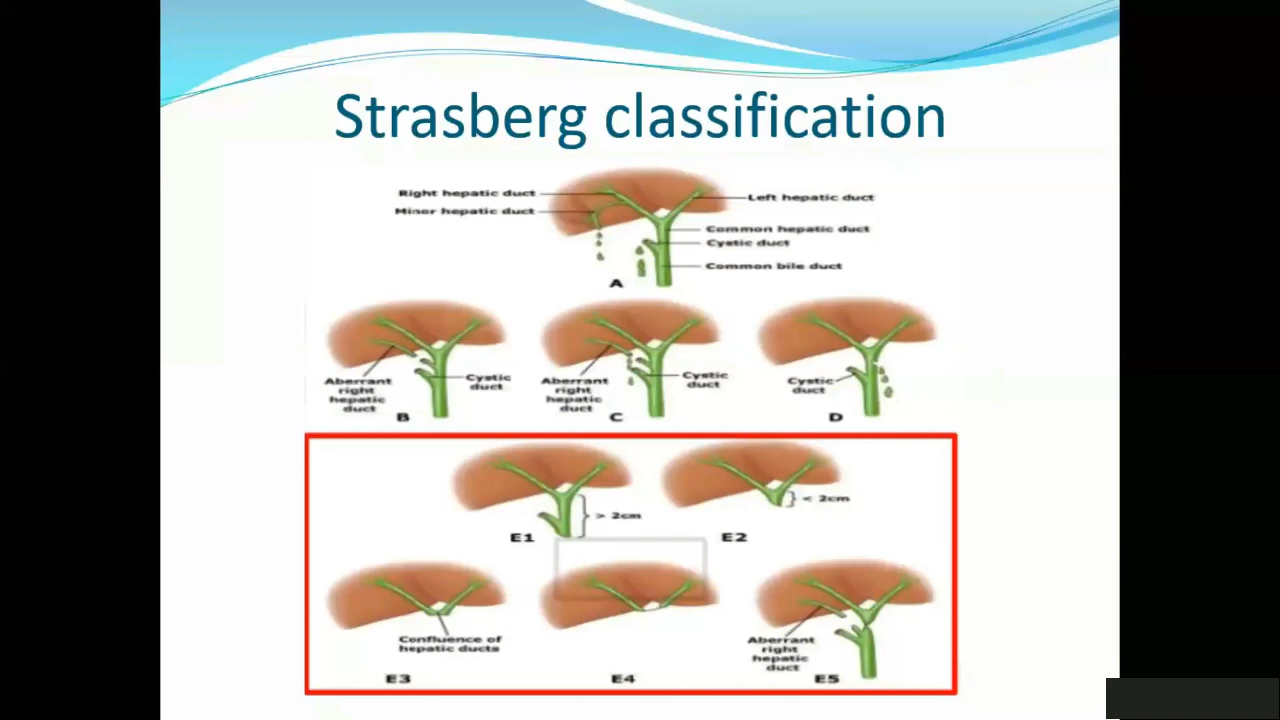 Strasberg classification
Right hepatic duct
Left hepatic duct
Minor hepatic duct
Common hepatic duct
Cystic duct
Common bile duct
A
Aberrant
right
hepatic
duct
Cystic
duct
B
Aberrant
right
hepatic
duct
Cystic
duct
C
Cystic
duct
D
> 2cm
E1
< 2cm
E2
Confluence of
hepatic ducts
E3
E4
Aberrant
right
hepatic
duct
E5